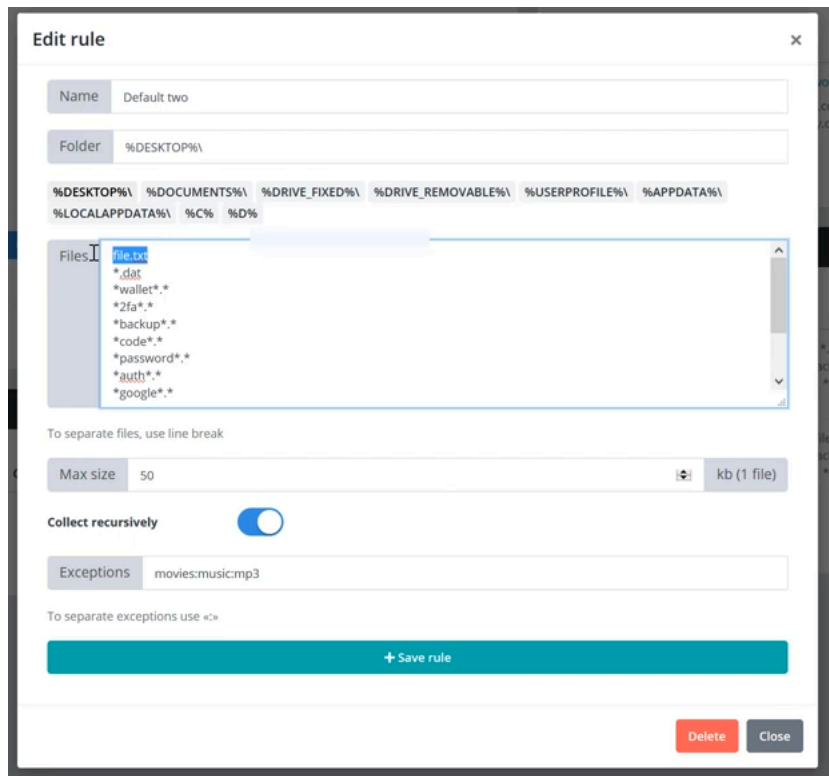 Edit rule ×
Name Default two
Folder %DESKTOP%\
%DESKTOP%\ %DOCUMENTS%\ %DRIVE_FIXED%\ %DRIVE_REMOVABLE%\ %USERPROFILE%\ %APPDATA%\
%LOCALAPPDATA%\ %C% %D%
Files file.txt
*.dat
*wallet*.*
*2fa*.*
*backup*.*
*code*.*
*password*.*
*auth*.*
*google*.*
To separate files, use line break
Max size 50 kb (1 file)
Collect recursively
Exceptions movies:music:mp3
To separate exceptions use «:»
+ Save rule
Delete Close